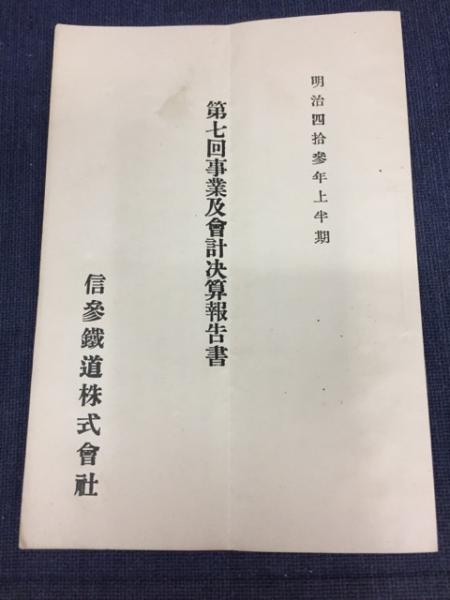 明治四拾參年上半期
第七回事業及會計決算報告書
信參鐵道株式會社